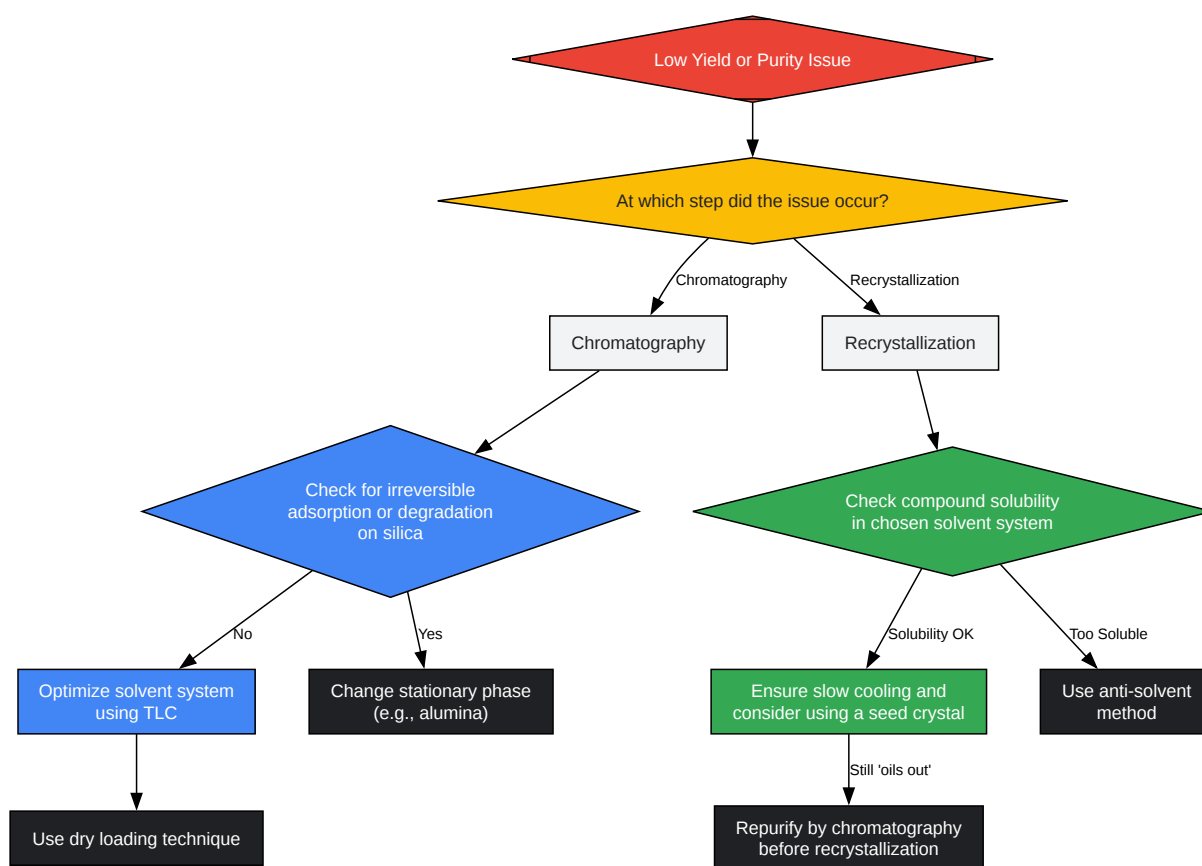 Low Yield or Purity Issue
At which step did the issue occur?
Chromatography
Recrystallization
Chromatography
Recrystallization
Check for irreversible
adsorption or degradation
on silica
Check compound solubility
in chosen solvent system
No
Yes
Solubility OK
Too Soluble
Optimize solvent system
using TLC
Change stationary phase
(e.g., alumina)
Ensure slow cooling and
consider using a seed crystal
Use anti-solvent
method
Still 'oils out'
Use dry loading technique
Repurify by chromatography
before recrystallization